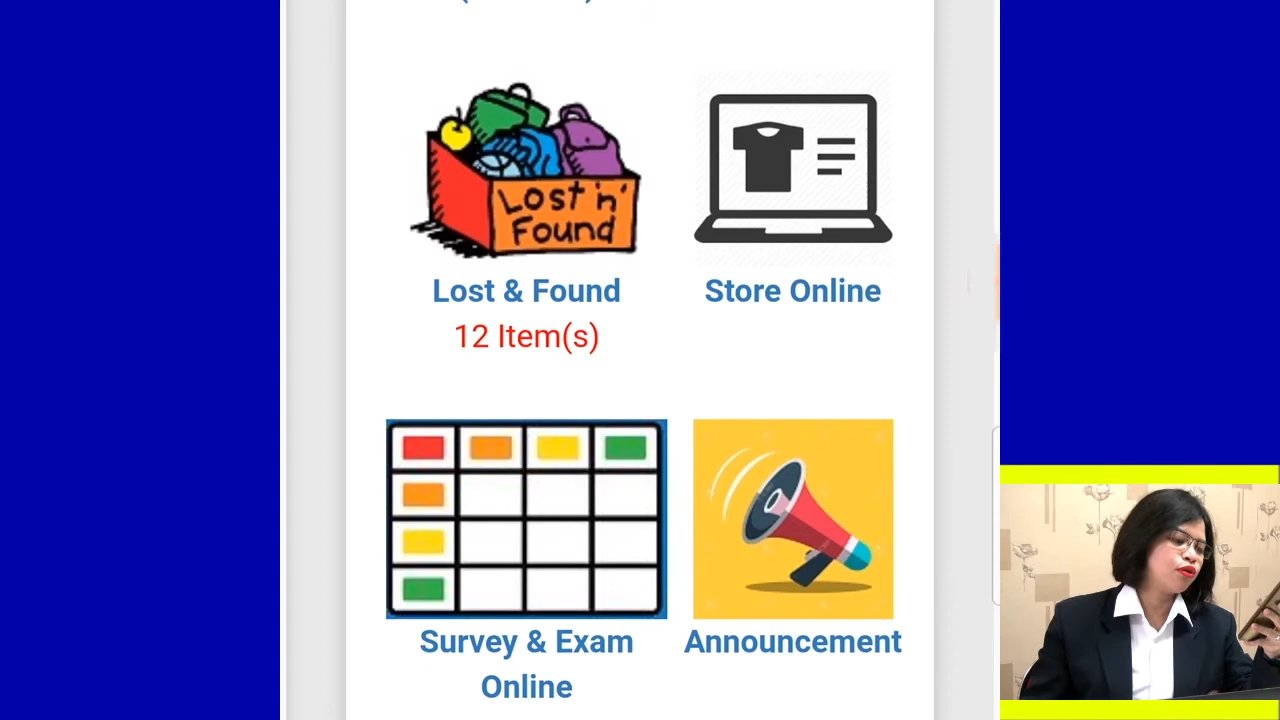 Lost 'n'
Found
Lost & Found
Store Online
12 Item(s)
Survey & Exam
Online
Announcement